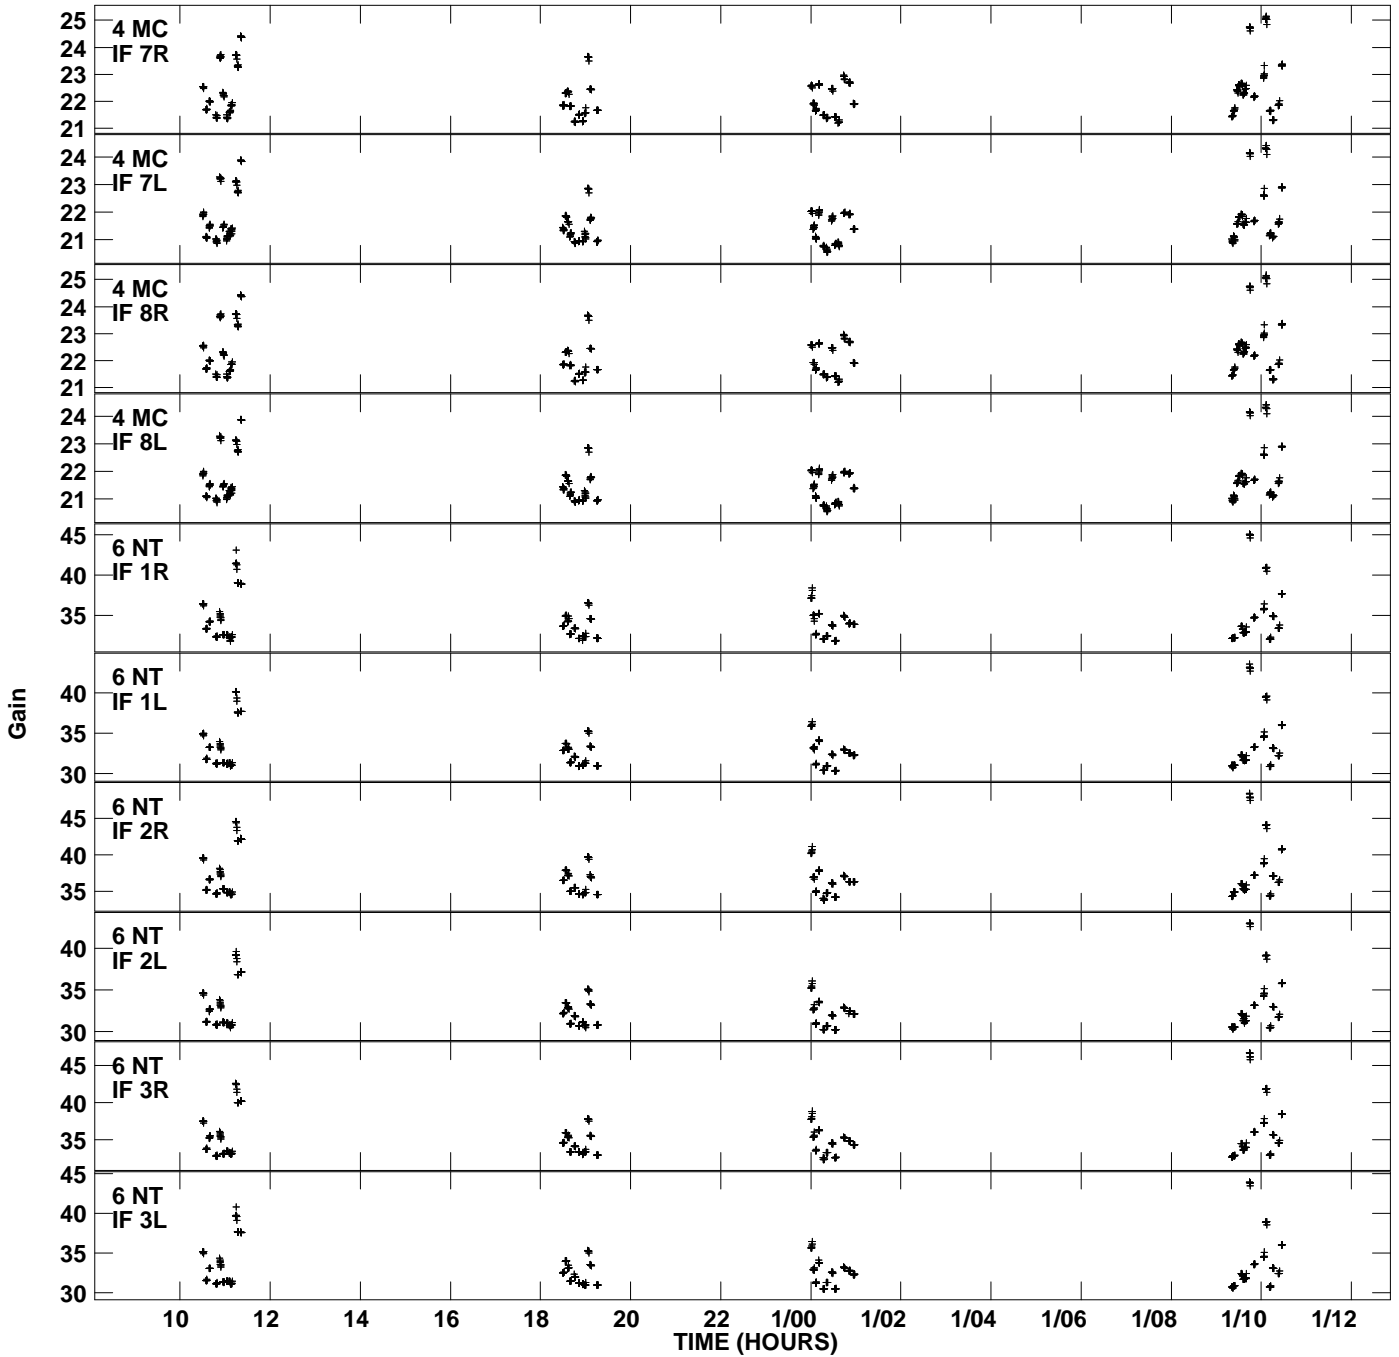 25
24
23
22
21
4 MC
IF 7R
24
23
22
21
4 MC
IF 7L
25
24
23
22
21
4 MC
IF 8R
24
23
22
21
4 MC
IF 8L
45
40
35
6 NT
IF 1R
40
35
30
6 NT
IF 1L
45
40
35
6 NT
IF 2R
40
35
30
6 NT
IF 2L
45
40
35
6 NT
IF 3R
45
40
35
30
6 NT
IF 3L
Gain
10 12 14 16 18 20 22 1/00 1/02 1/04 1/06 1/08 1/10 1/12
TIME (HOURS)